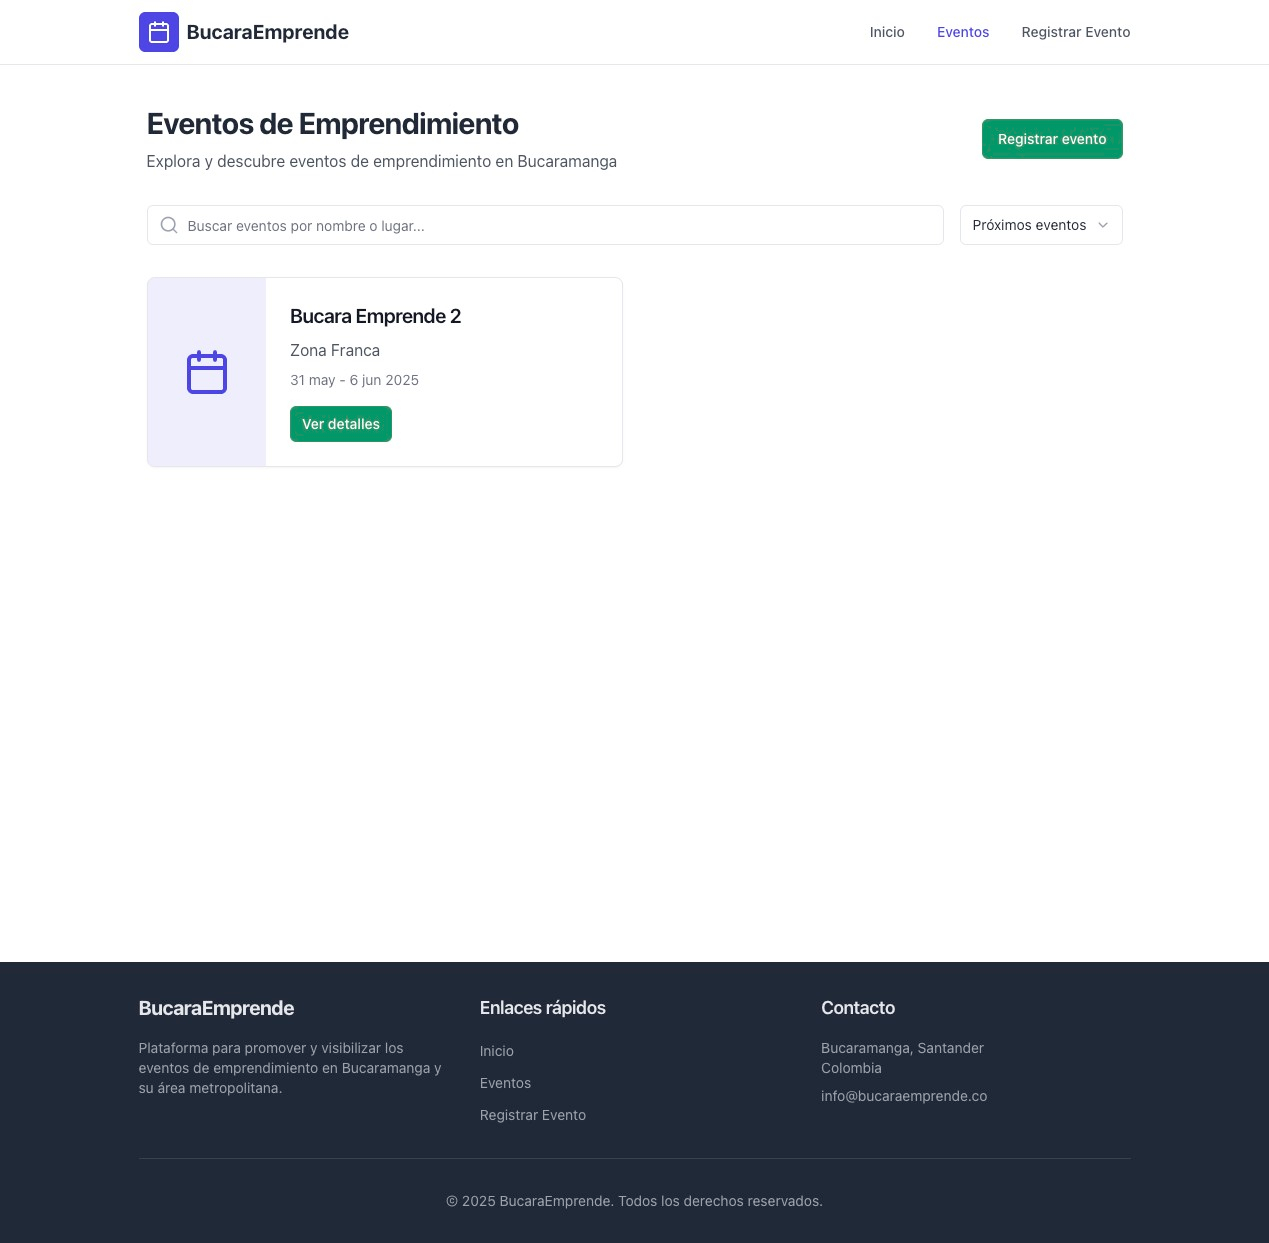 BucaraEmprende
Inicio
Eventos
Registrar Evento
Eventos de Emprendimiento
Explora y descubre eventos de emprendimiento en Bucaramanga
Registrar evento
Buscar eventos por nombre o lugar...
Próximos eventos
Bucara Emprende 2
Zona Franca
31 may - 6 jun 2025
Ver detalles
BucaraEmprende
Plataforma para promover y visibilizar los
eventos de emprendimiento en Bucaramanga y
su área metropolitana.
Enlaces rápidos
Inicio
Eventos
Registrar Evento
Contacto
Bucaramanga, Santander
Colombia
info@bucaraemprende.co
© 2025 BucaraEmprende. Todos los derechos reservados.